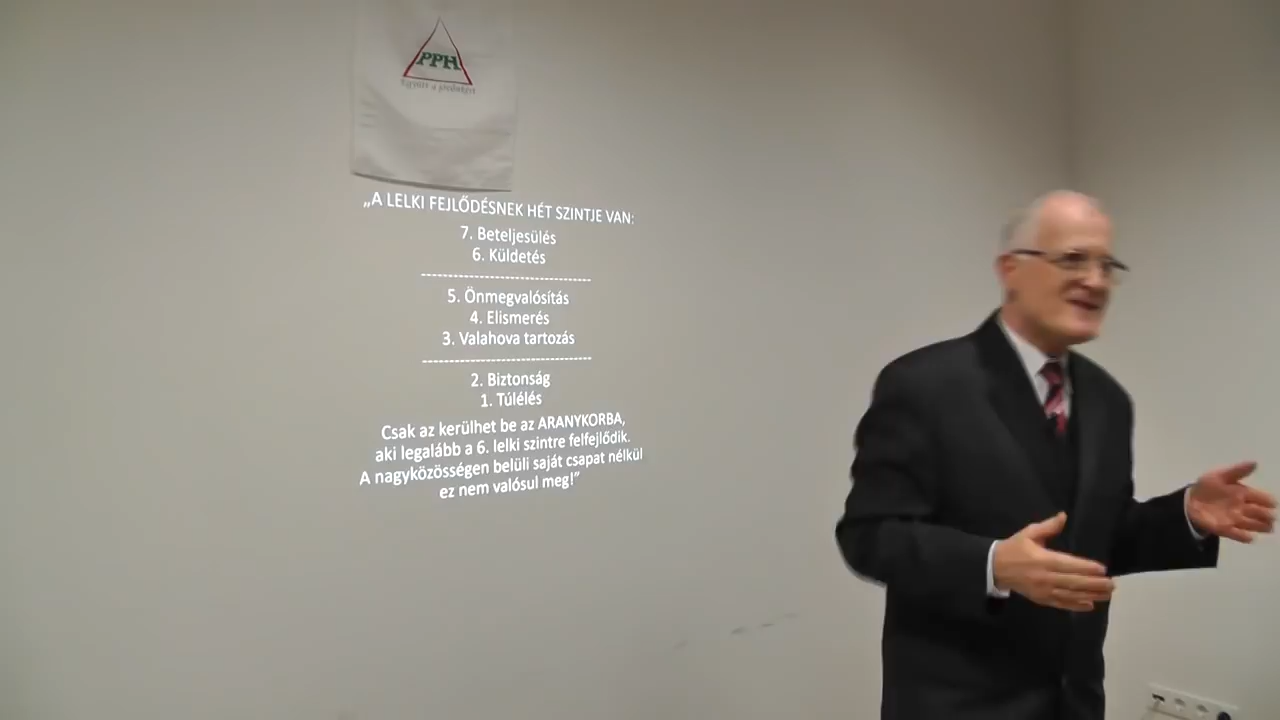 PPH
Együtt a jövőnkért
„A LELKI FEJLŐDÉSNEK HÉT SZINTJE VAN:
7. Beteljesülés
6. Küldetés
------------------------------------
5. Önmegvalósítás
4. Elismerés
3. Valahova tartozás
------------------------------------
2. Biztonság
1. Túlélés
Csak az kerülhet be az ARANYKORBA,
aki legalább a 6. lelki szintre felfejlődik.
A nagyközösségen belüli saját csapat nélkül
ez nem valósul meg!”